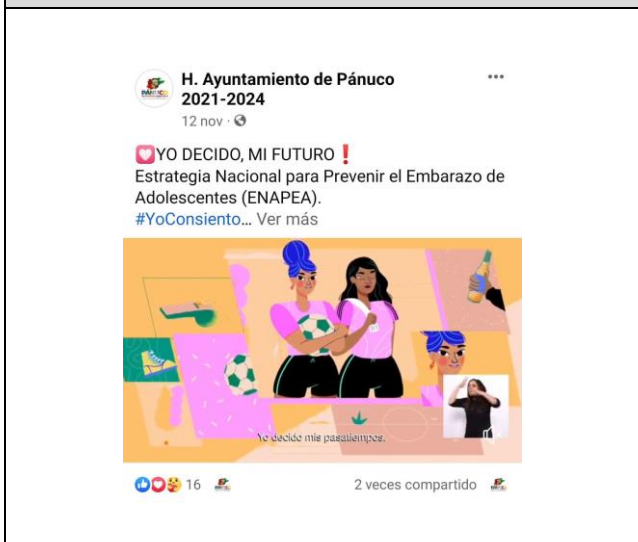 H. Ayuntamiento de Pánuco
2021-2024
12 nov ·
YO DECIDO, MI FUTURO❗
Estrategia Nacional para Prevenir el Embarazo de
Adolescentes (ENAPEA).
#YoConsiento... Ver más
Yo decido mis pasatiempos.
16
2 veces compartido